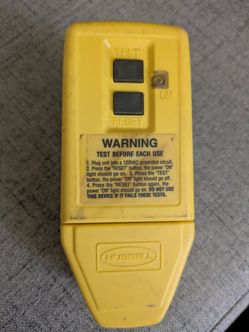 TEST
ON
RESET
WARNING
TEST BEFORE EACH USE
1. Plug unit into a 120VAC grounded circuit.
2. Press the "RESET" button, the power "ON"
light should go on. 3. Press the "TEST"
button, the power "ON" light should go off.
4. Press the "RESET" button again, the
power "ON" light should go on. DO NOT USE
THIS DEVICE IF IT FAILS THESE TESTS.
HUBBELL